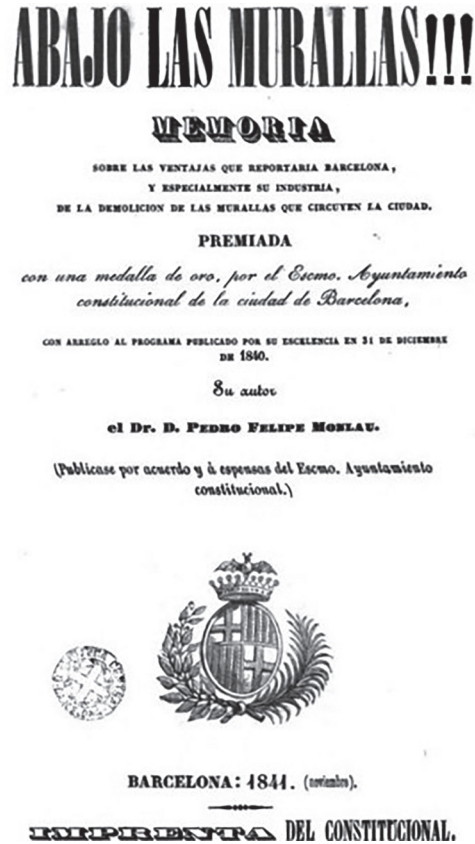 ABAJO LAS MURALLAS!!!
MEMORIA
SOBRE LAS VENTAJAS QUE REPORTARIA BARCELONA,
Y ESPECIALMENTE SU INDUSTRIA,
DE LA DEMOLICION DE LAS MURALLAS QUE CIRCUYEN LA CIUDAD.
PREMIADA
con una medalla de oro, por el Escmo. Ayuntamiento
constitucional de la ciudad de Barcelona,
CON ARREGLO AL PROGRAMA PUBLICADO POR SU ESCELENCIA EN 31 DE DICIEMBRE
DE 1840.
Su autor
el Dr. D. PEDRO FELIPE MONLAU.
(Publícase por acuerdo y á espensas del Escmo. Ayuntamiento
constitucional.)
BARCELONA: 1841. (noviembre).
IMPRENTA DEL CONSTITUCIONAL.